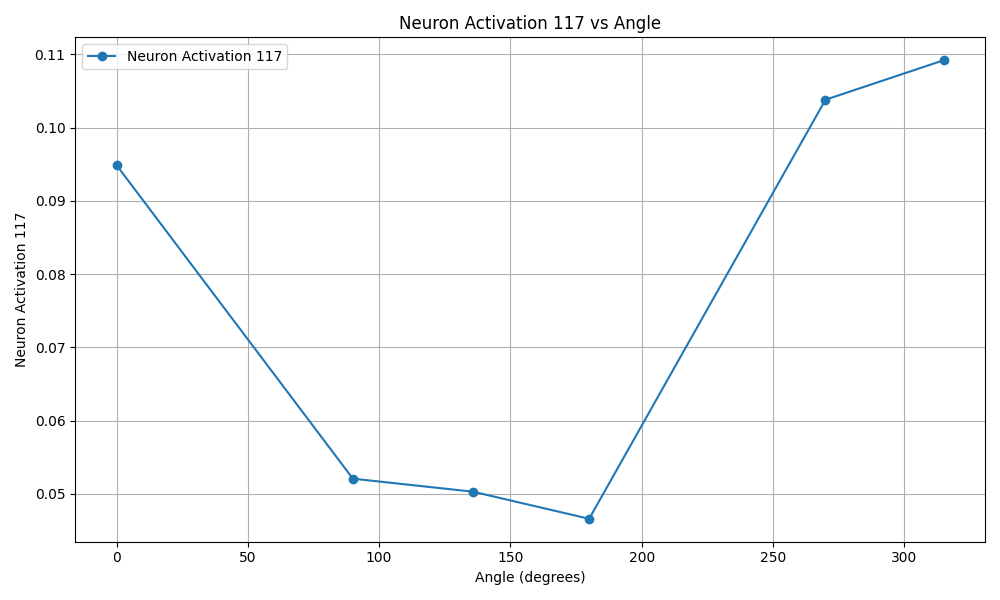 Neuron Activation 117 vs Angle
Neuron Activation 117
0.11
0.10
0.09
0.08
0.07
0.06
0.05
Neuron Activation 117
0 50 100 150 200 250 300
Angle (degrees)